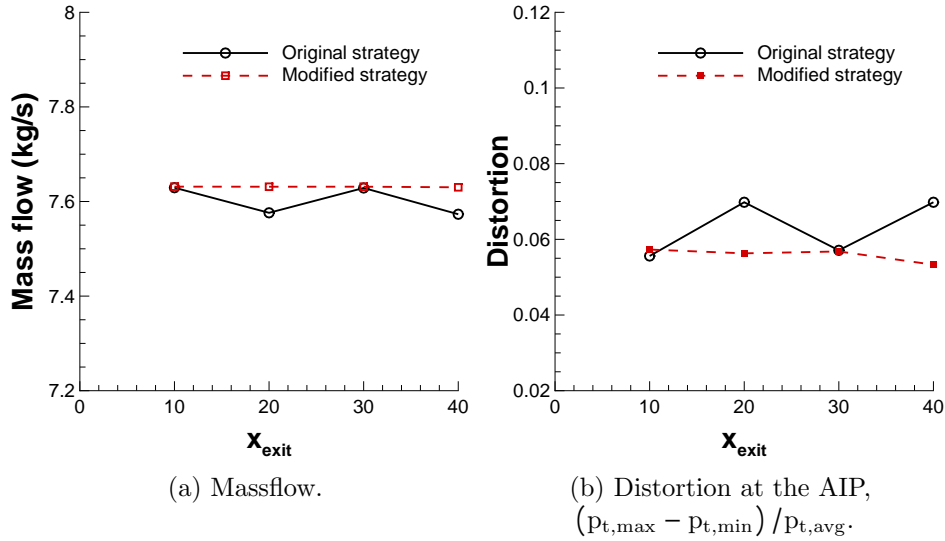 8
7.8
7.6
7.4
7.2
0
10
20
30
40
Mass flow (kg/s)
x_exit
Original strategy
Modified strategy
(a) Massflow.
0.12
0.1
0.08
0.06
0.04
0.02
0
10
20
30
40
Distortion
x_exit
Original strategy
Modified strategy
(b) Distortion at the AIP,
(p_t,max − p_t,min) /p_t,avg.